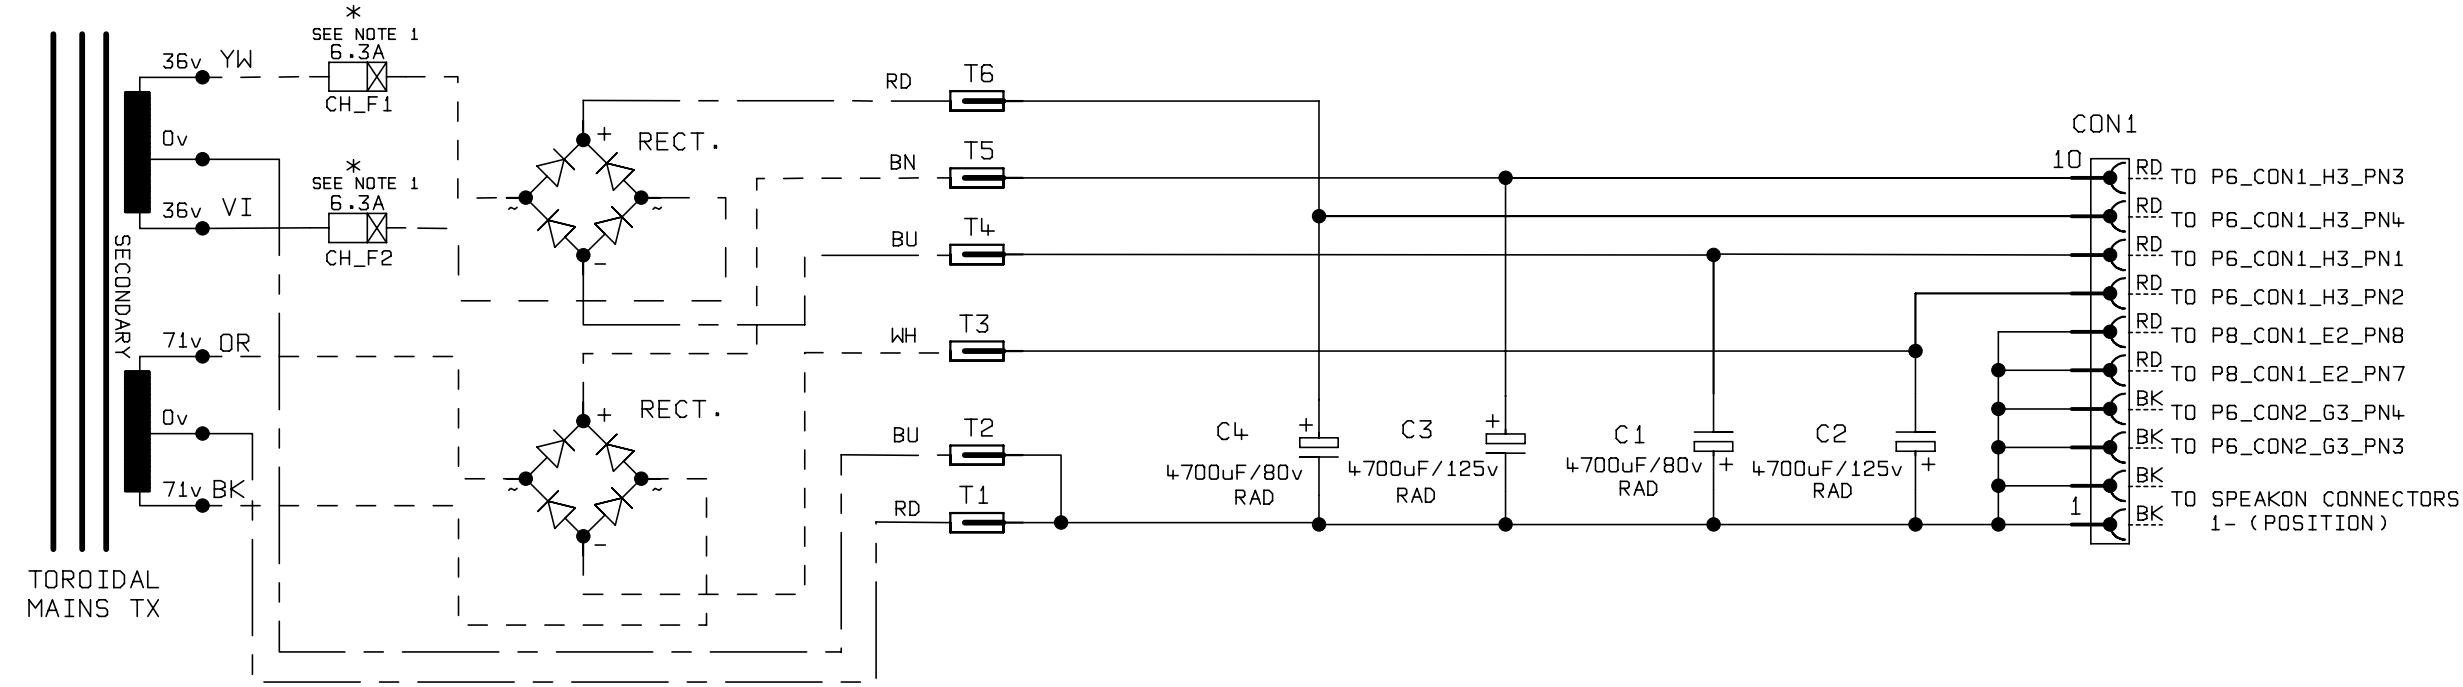 *
SEE NOTE 1
6.3A
CH_F1
36v YW
0v
*
SEE NOTE 1
6.3A
CH_F2
36v VI
SECONDARY
71v OR
0v
71v BK
TOROIDAL
MAINS TX
+
RECT.
~ ~
-
+
RECT.
~ ~
-
RD T6
BN T5
BU T4
WH T3
BU T2
RD T1
+
C4
4700uF/80v
RAD
+
C3
4700uF/125v
RAD
C1
4700uF/80v
+
RAD
C2
4700uF/125v
+
RAD
CON1
10 RD TO P6_CON1_H3_PN3
RD TO P6_CON1_H3_PN4
RD TO P6_CON1_H3_PN1
RD TO P6_CON1_H3_PN2
RD TO P8_CON1_E2_PN8
RD TO P8_CON1_E2_PN7
BK TO P6_CON2_G3_PN4
BK TO P6_CON2_G3_PN3
BK TO SPEAKON CONNECTORS
1 BK 1-(POSITION)